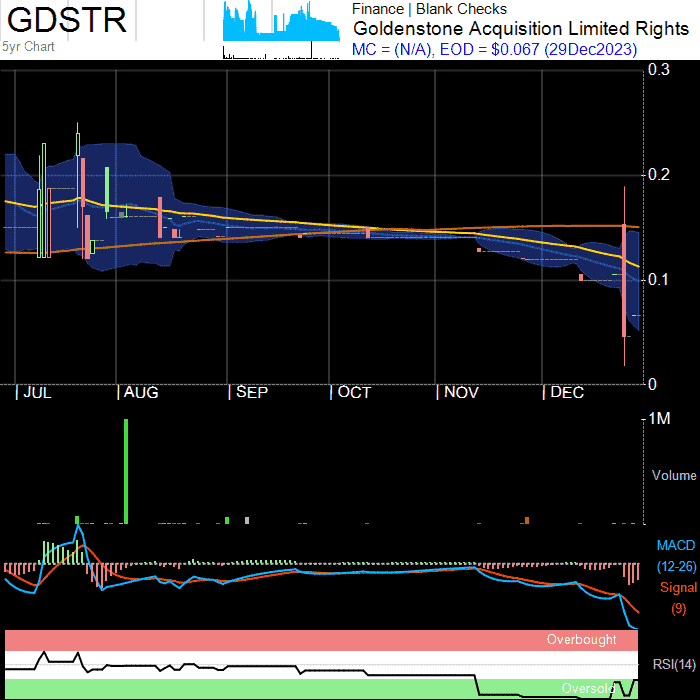 GDSTR
5yr Chart
Finance | Blank Checks
Goldenstone Acquisition Limited Rights
MC = (N/A), EOD = $0.067 (29Dec2023)
0.3
0.2
0.1
0
JUL AUG SEP OCT NOV DEC
1M
Volume
MACD
(12-26)
Signal
(9)
Overbought
RSI(14)
Oversold